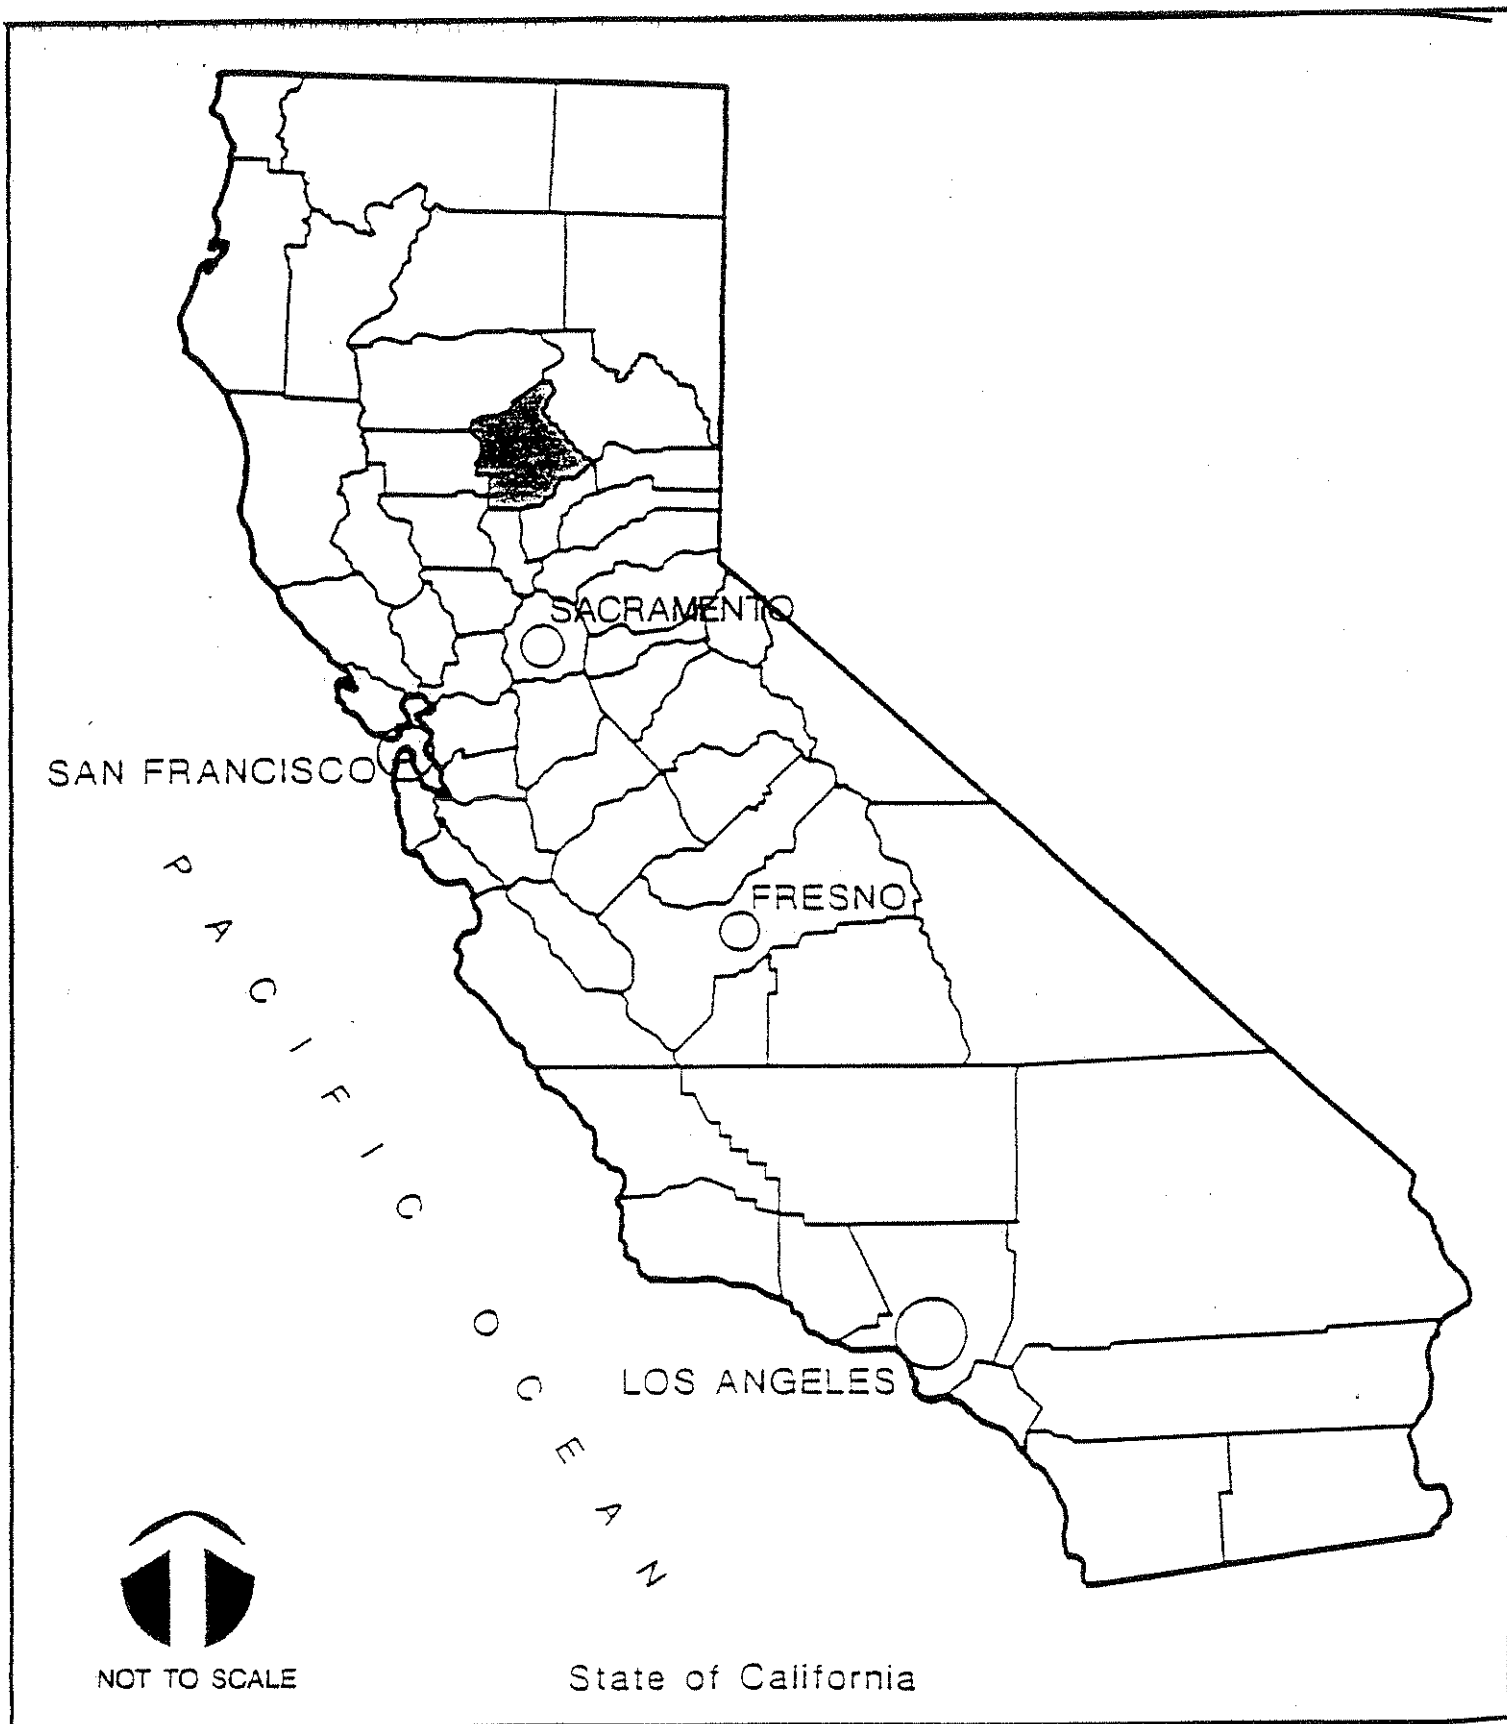 SACRAMENTO
SAN FRANCISCO
FRESNO
PACIFIC OCEAN
LOS ANGELES
NOT TO SCALE
State of California